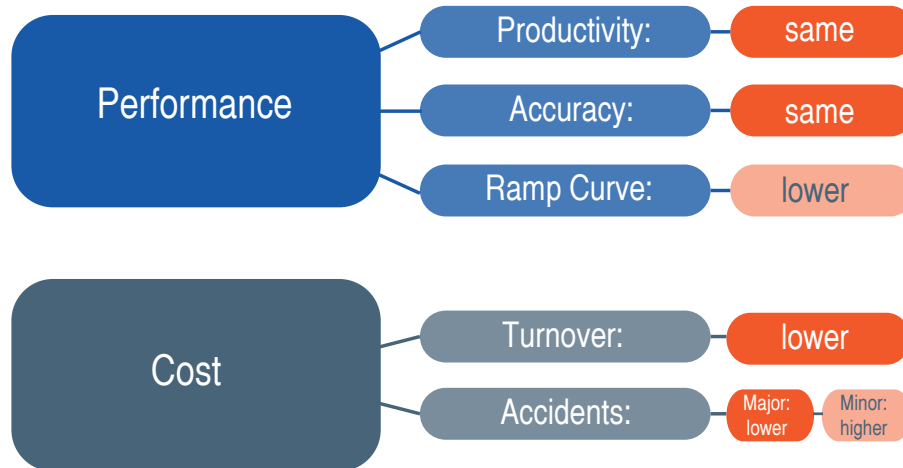 Performance
Productivity: same
Accuracy: same
Ramp Curve: lower
Cost
Turnover: lower
Accidents:
Major:
lower
Minor:
higher